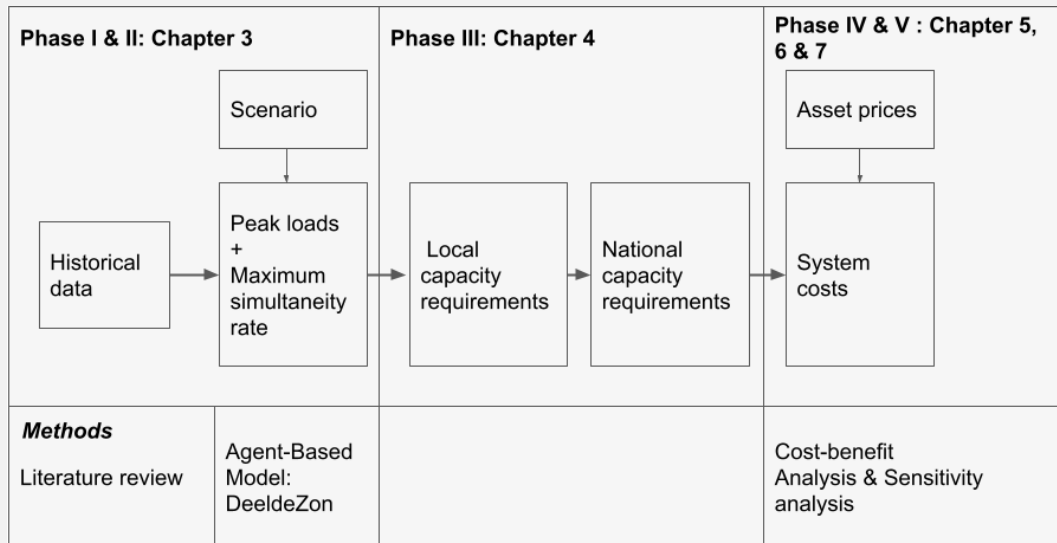 Phase I & II: Chapter 3
Phase III: Chapter 4
Phase IV & V : Chapter 5,
6 & 7
Scenario
Asset prices
Historical
data
Peak loads
+
Maximum
simultaneity
rate
Local
capacity
requirements
National
capacity
requirements
System
costs
Methods
Literature review
Agent-Based
Model:
DeeldeZon
Cost-benefit
Analysis & Sensitivity
analysis